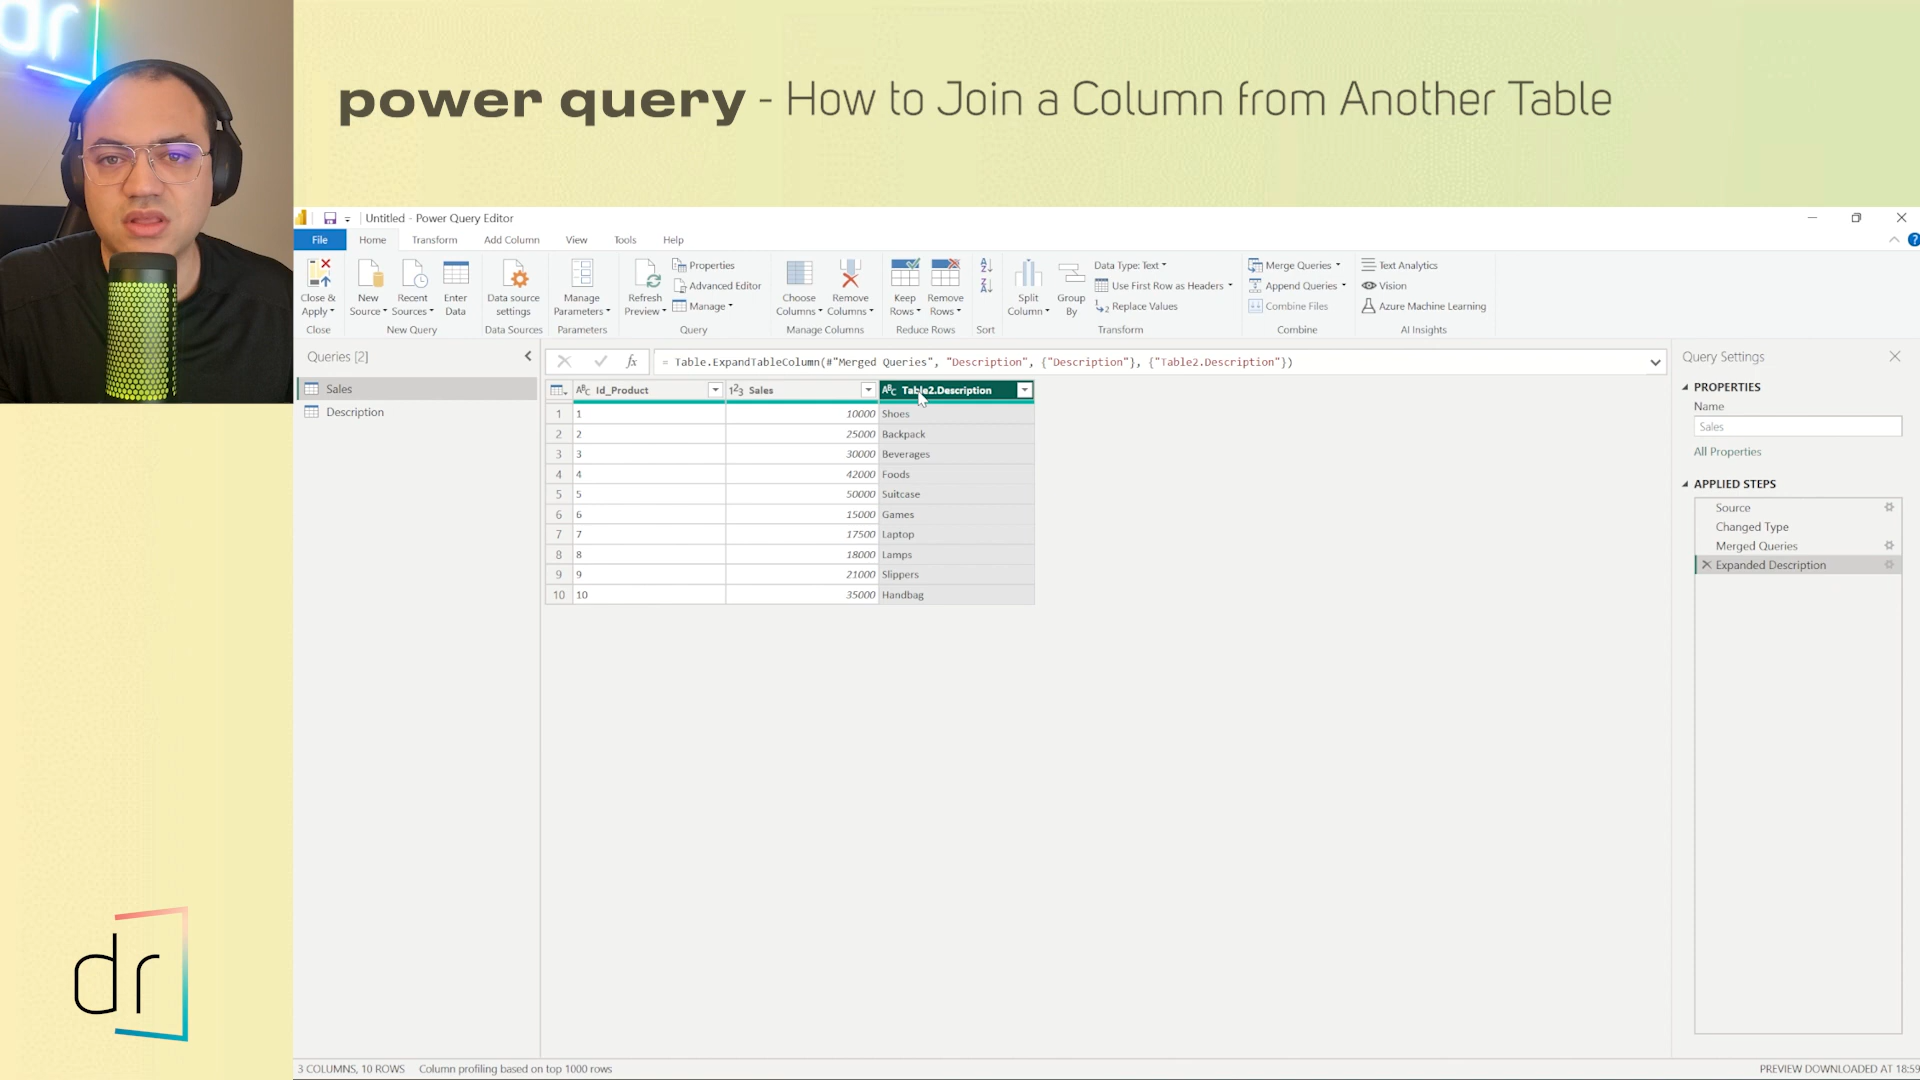 dr
power query - How to Join a Column from Another Table
Untitled - Power Query Editor
File Home Transform Add Column View Tools Help
Close & Apply
New Source
Recent Sources
Enter Data
Data source settings
Manage Parameters
Refresh Preview
Properties
Advanced Editor
Manage
Choose Columns
Remove Columns
Keep Rows
Remove Rows
A Z
Z A
Split Column
Group By
Data Type: Text
Use First Row as Headers
1 2 Replace Values
Merge Queries
Append Queries
Combine Files
Text Analytics
Vision
Azure Machine Learning
Close New Query Data Sources Parameters Query Manage Columns Reduce Rows Sort Transform Combine AI Insights
Queries [2]
Sales
Description
fx = Table.ExpandTableColumn(#"Merged Queries", "Description", {"Description"}, {"Table2.Description"})
ABC Id_Product 123 Sales ABC Table2.Description
1 1 10000 Shoes
2 2 25000 Backpack
3 3 30000 Beverages
4 4 42000 Foods
5 5 50000 Suitcase
6 6 15000 Games
7 7 17500 Laptop
8 8 18000 Lamps
9 9 21000 Slippers
10 10 35000 Handbag
Query Settings
PROPERTIES
Name
Sales
All Properties
APPLIED STEPS
Source
Changed Type
Merged Queries
Expanded Description
dr
3 COLUMNS, 10 ROWS Column profiling based on top 1000 rows
PREVIEW DOWNLOADED AT 18:59